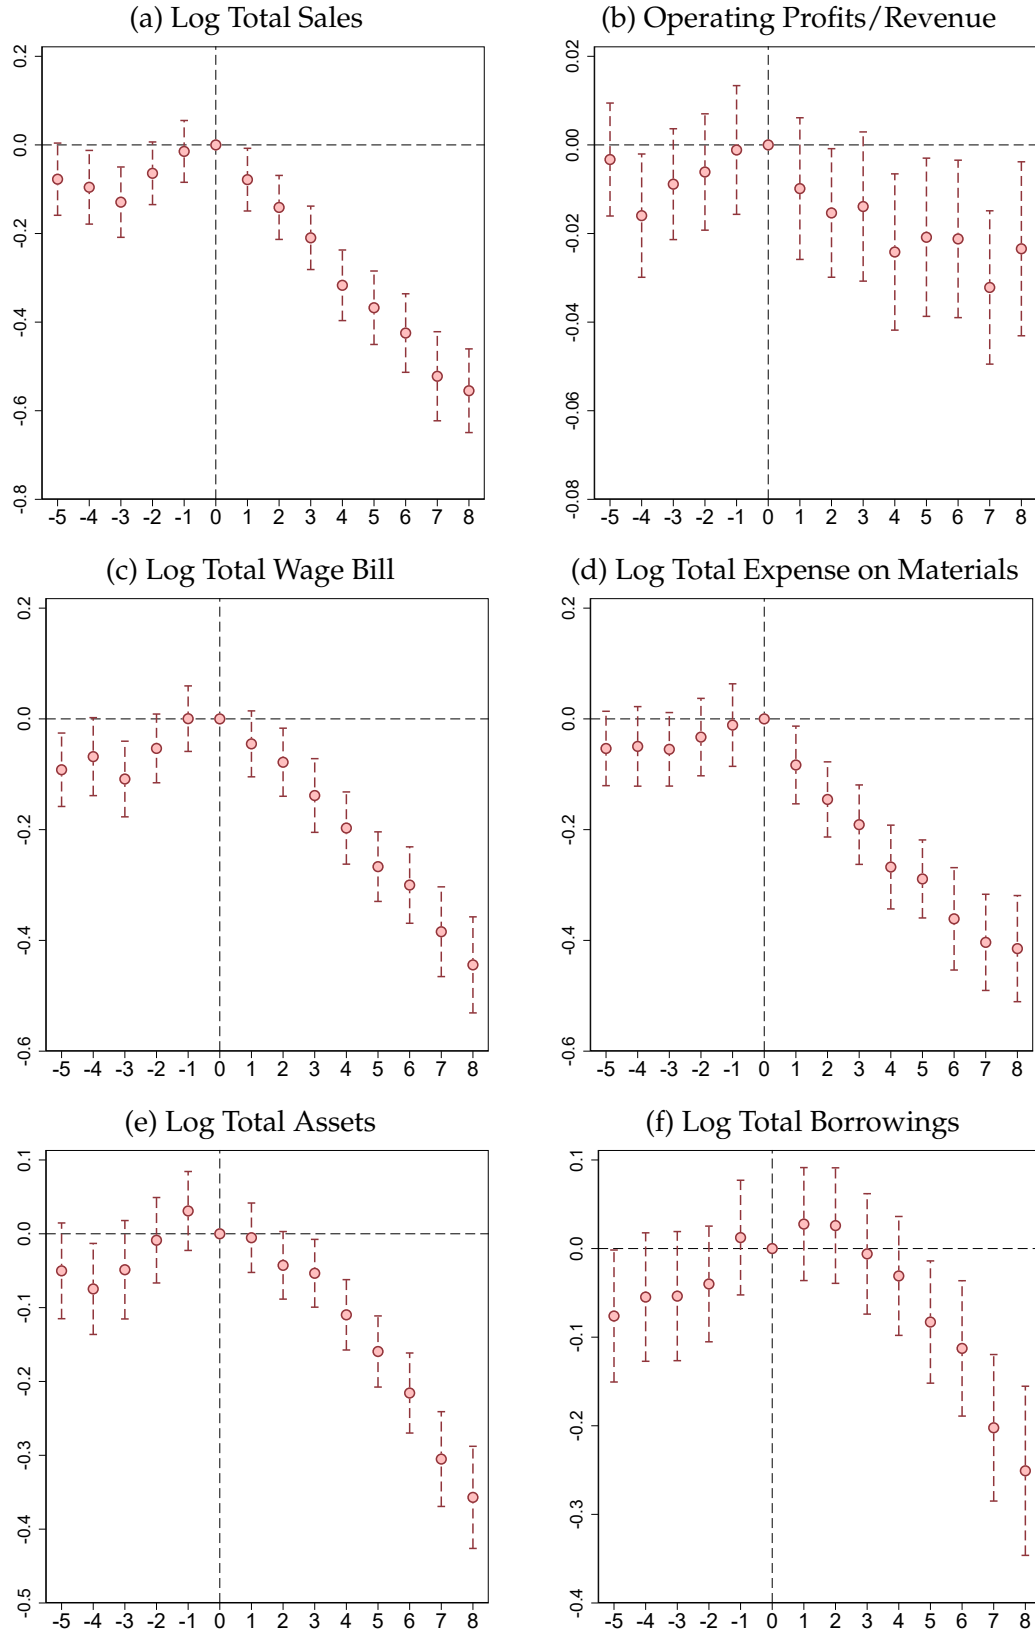 (a) Log Total Sales
0.2
0.0
-0.2
-0.4
-0.6
-0.8
-5 -4 -3 -2 -1 0 1 2 3 4 5 6 7 8
(b) Operating Profits/Revenue
0.02
0.00
-0.02
-0.04
-0.06
-0.08
-5 -4 -3 -2 -1 0 1 2 3 4 5 6 7 8
(c) Log Total Wage Bill
0.2
0.0
-0.2
-0.4
-0.6
-5 -4 -3 -2 -1 0 1 2 3 4 5 6 7 8
(d) Log Total Expense on Materials
0.2
0.0
-0.2
-0.4
-0.6
-5 -4 -3 -2 -1 0 1 2 3 4 5 6 7 8
(e) Log Total Assets
0.1
0.0
-0.1
-0.2
-0.3
-0.4
-0.5
-5 -4 -3 -2 -1 0 1 2 3 4 5 6 7 8
(f) Log Total Borrowings
0.1
0.0
-0.1
-0.2
-0.3
-0.4
-5 -4 -3 -2 -1 0 1 2 3 4 5 6 7 8